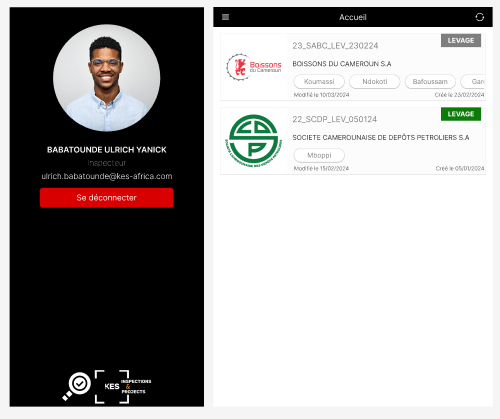 BABATOUNDE ULRICH YANICK
Inspecteur
ulrich.babatounde@kes-africa.com
Se déconnecter
KES INSPECTIONS
&
PROJECTS
Accueil
LEVAGE
23_SABC_LEV_230224
Boissons
du Cameroun
BOISSONS DU CAMEROUN S.A
Koumassi Ndokoti Bafoussam Gar
Modifié le 10/03/2024 Créé le 23/02/2024
LEVAGE
22_SCDP_LEV_050124
SOCIETE CAMEROUNAISE DE DEPÔTS PETROLIERS S.A
Mboppi
Modifié le 15/02/2024 Créé le 05/01/2024